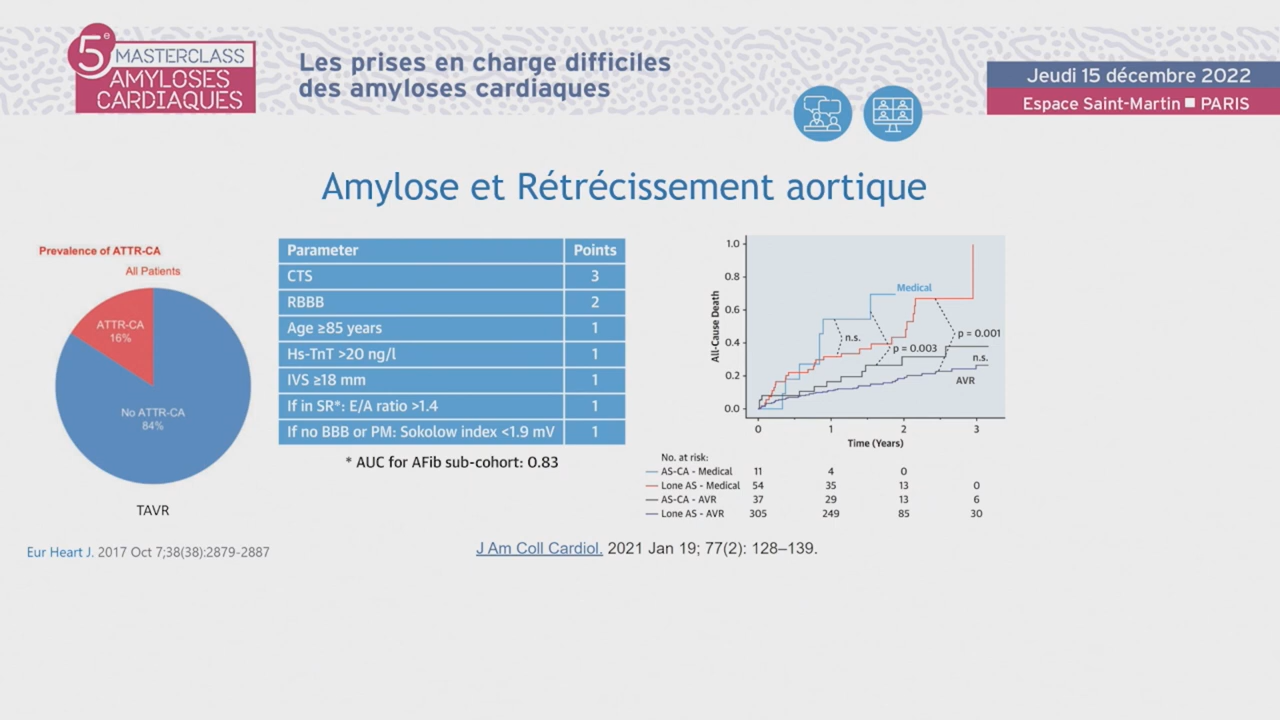 5e MASTERCLASS
AMYLOSES
CARDIAQUES
Les prises en charge difficiles
des amyloses cardiaques
Jeudi 15 décembre 2022
Espace Saint-Martin ■ PARIS
Amylose et Rétrécissement aortique
Prevalence of ATTR-CA
All Patients
ATTR-CA
16%
No ATTR-CA
84%
TAVR
Eur Heart J. 2017 Oct 7;38(38):2879-2887
Parameter Points
CTS 3
RBBB 2
Age ≥85 years 1
Hs-TnT >20 ng/l 1
IVS ≥18 mm 1
If in SR*: E/A ratio >1.4 1
If no BBB or PM: Sokolow index <1.9 mV 1
* AUC for AFib sub-cohort: 0.83
All-Cause Death
1.0
0.8
0.6
0.4
0.2
0.0
Medical
n.s.
p = 0.003
p = 0.001
n.s.
AVR
0 1 2 3
Time (Years)
No. at risk:
AS-CA - Medical 11 4 0
Lone AS - Medical 54 35 13 0
AS-CA - AVR 37 29 13 6
Lone AS - AVR 305 249 85 30
J Am Coll Cardiol. 2021 Jan 19; 77(2): 128–139.